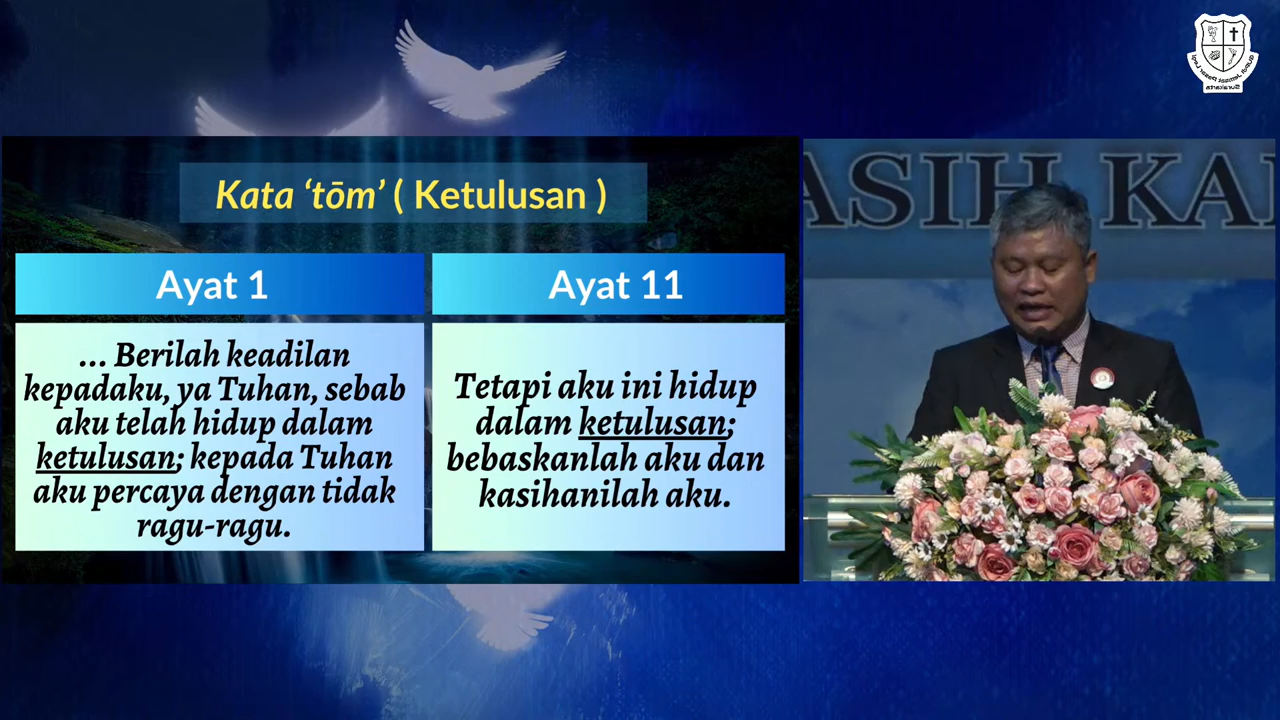 Kata ‘tōm’ ( Ketulusan )
Ayat 1
... Berilah keadilan
kepadaku, ya Tuhan, sebab
aku telah hidup dalam
ketulusan; kepada Tuhan
aku percaya dengan tidak
ragu-ragu.
Ayat 11
Tetapi aku ini hidup
dalam ketulusan;
bebaskanlah aku dan
kasihanilah aku.
ASIH KA